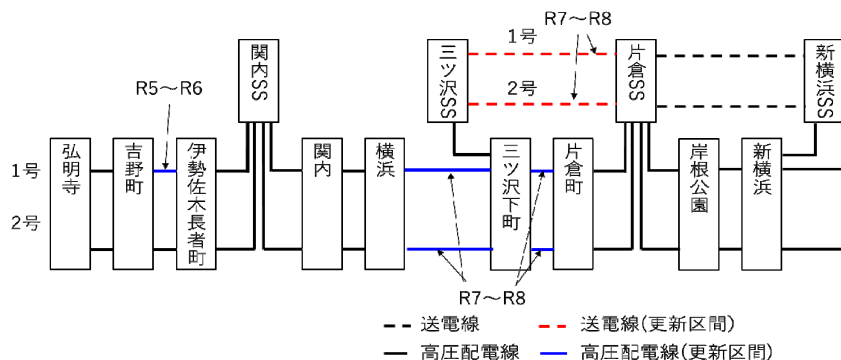 R7～R8
1号
2号
関内SS
三ツ沢SS
片倉SS
新横浜SS
R5～R6
弘明寺
吉野町
伊勢佐木長者町
関内
横浜
三ツ沢下町
片倉町
岸根公園
新横浜
1号
2号
R7～R8
送電線
送電線(更新区間)
高圧配電線
高圧配電線(更新区間)